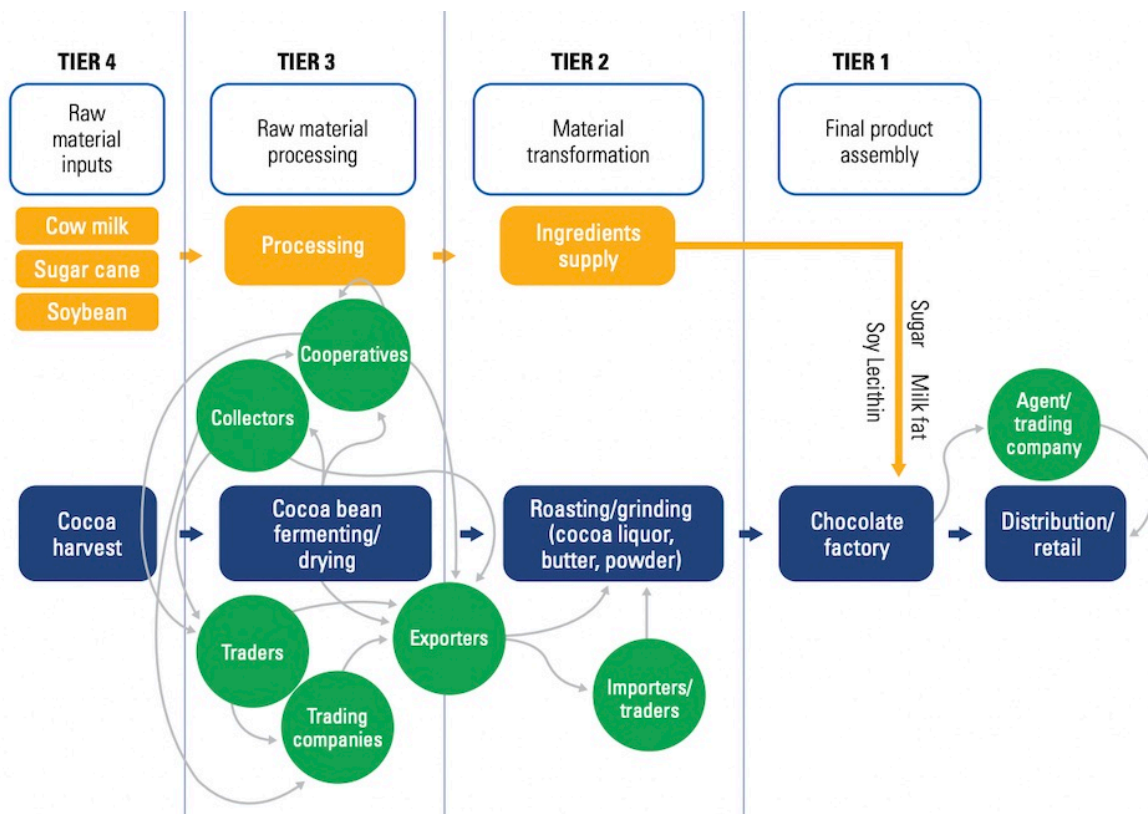 TIER 4
TIER 3
TIER 2
TIER 1
Raw
material
inputs
Raw material
processing
Material
transformation
Final product
assembly
Cow milk
Sugar cane
Soybean
Processing
Ingredients
supply
Sugar Milk fat
Soy Lecithin
Cooperatives
Collectors
Agent/
trading
company
Cocoa
harvest
Cocoa bean
fermenting/
drying
Roasting/grinding
(cocoa liquor,
butter, powder)
Chocolate
factory
Distribution/
retail
Traders
Exporters
Trading
companies
Importers/
traders